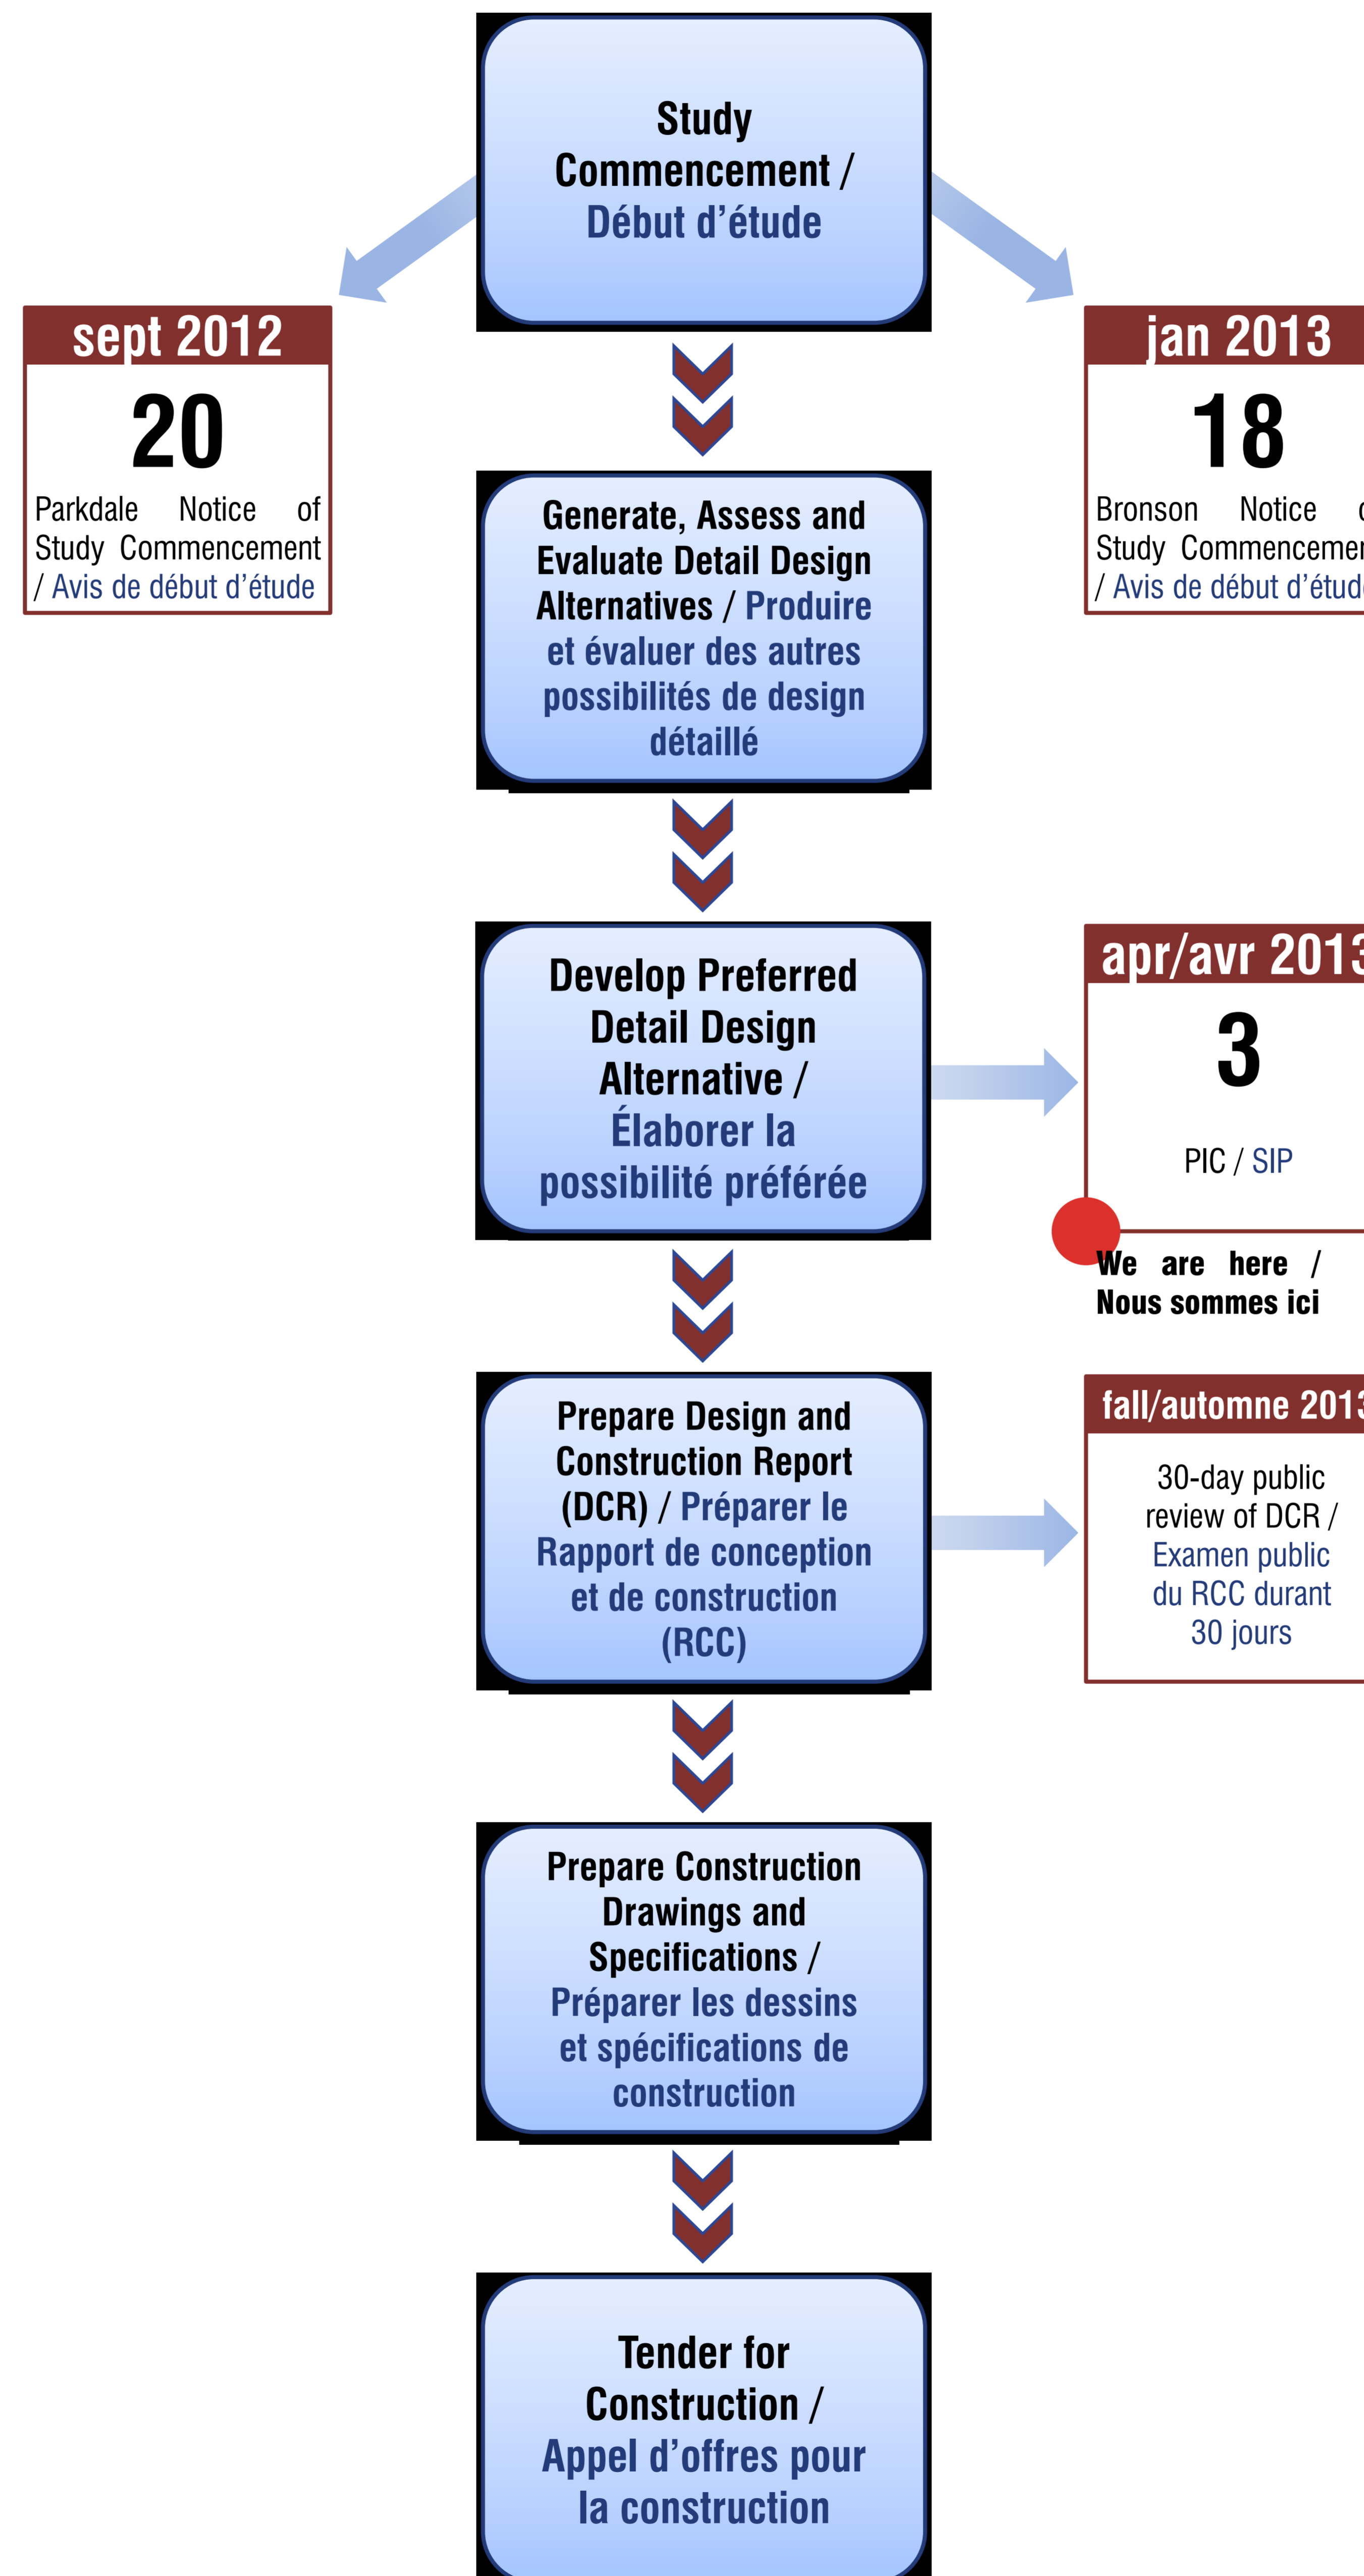 Study
Commencement /
Début d'étude
sept 2012
20
Parkdale Notice of
Study Commencement
/ Avis de début d'étude
jan 2013
18
Bronson Notice
Study
/ Avis de début
Generate, Assess and
Evaluate Detail Design
Alternatives / Produire
et évaluer des autres
possibilités de design
détaillé
Develop Preferred
Detail Design
Alternative /
Élaborer la
possibilité préférée
apr/avr 2013
3
PIC / SIP
We are here /
Nous sommes ici
Prepare Design and
Construction Report
(DCR) / Préparer le
Rapport de conception
et de construction
(RCC)
fall/automne 2013
30-day public
review of DCR /
Examen public
du RCC durant
30 jours
Prepare Construction
Drawings and
Specifications /
Préparer les dessins
et spécifications de
construction
Tender for
Construction /
Appel d'offres pour
la construction